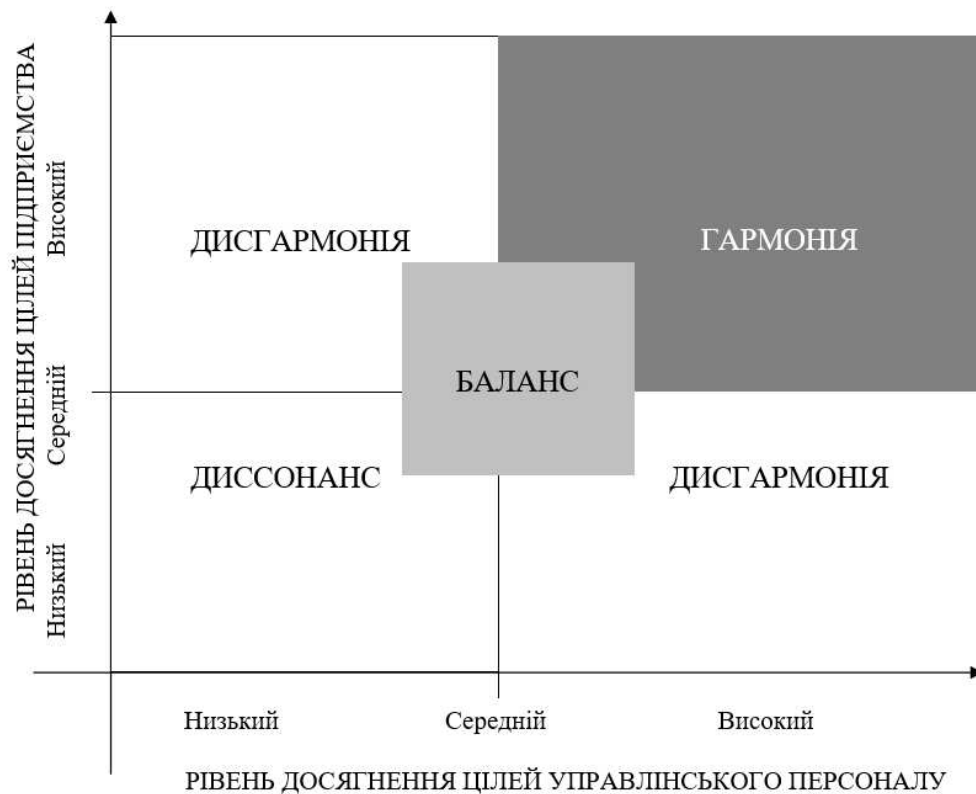 РІВЕНЬ ДОСЯГНЕННЯ ЦІЛЕЙ ПІДПРИЄМСТВА
Високий
Середній
Низький
ДИСГАРМОНІЯ
ГАРМОНІЯ
БАЛАНС
ДИССОНАНС
ДИСГАРМОНІЯ
Низький
Середній
Високий
РІВЕНЬ ДОСЯГНЕННЯ ЦІЛЕЙ УПРАВЛІНСЬКОГО ПЕРСОНАЛУ